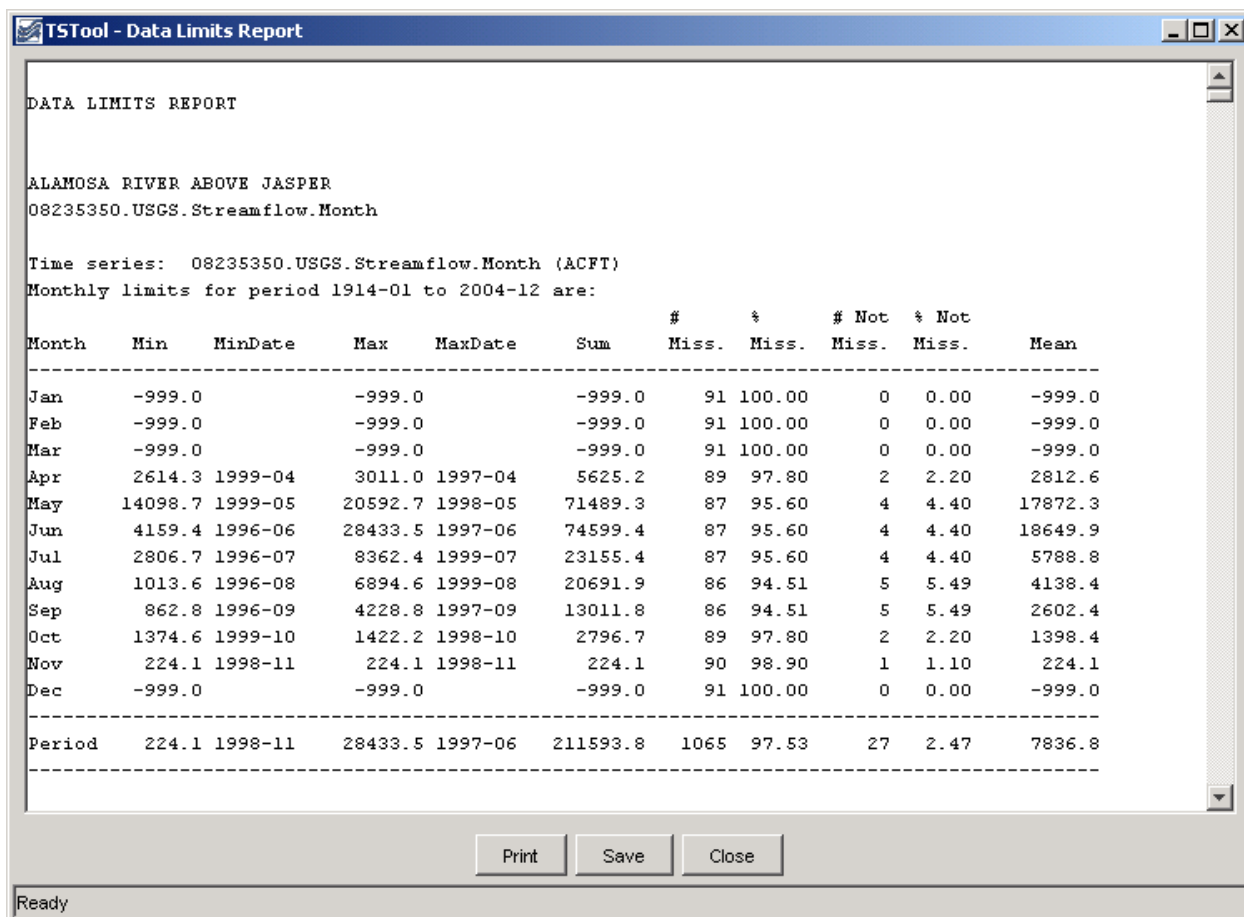 TSTool - Data Limits Report
DATA LIMITS REPORT
ALAMOSA RIVER ABOVE JASPER
08235350.USGS.Streamflow.Month
Time series:  08235350.USGS.Streamflow.Month (ACFT)
Monthly limits for period 1914-01 to 2004-12 are:
# % # Not % Not
Month Min MinDate Max MaxDate Sum Miss. Miss. Miss. Miss. Mean
--------------------------------------------------------------------------------------------
Jan -999.0 -999.0 -999.0 91 100.00 0 0.00 -999.0
Feb -999.0 -999.0 -999.0 91 100.00 0 0.00 -999.0
Mar -999.0 -999.0 -999.0 91 100.00 0 0.00 -999.0
Apr 2614.3 1999-04 3011.0 1997-04 5625.2 89 97.80 2 2.20 2812.6
May 14098.7 1999-05 20592.7 1998-05 71489.3 87 95.60 4 4.40 17872.3
Jun 4159.4 1996-06 28433.5 1997-06 74599.4 87 95.60 4 4.40 18649.9
Jul 2806.7 1996-07 8362.4 1999-07 23155.4 87 95.60 4 4.40 5788.8
Aug 1013.6 1996-08 6894.6 1999-08 20691.9 86 94.51 5 5.49 4138.4
Sep 862.8 1996-09 4228.8 1997-09 13011.8 86 94.51 5 5.49 2602.4
Oct 1374.6 1999-10 1422.2 1998-10 2796.7 89 97.80 2 2.20 1398.4
Nov 224.1 1998-11 224.1 1998-11 224.1 90 98.90 1 1.10 224.1
Dec -999.0 -999.0 -999.0 91 100.00 0 0.00 -999.0
--------------------------------------------------------------------------------------------
Period 224.1 1998-11 28433.5 1997-06 211593.8 1065 97.53 27 2.47 7836.8
--------------------------------------------------------------------------------------------
Print Save Close
Ready